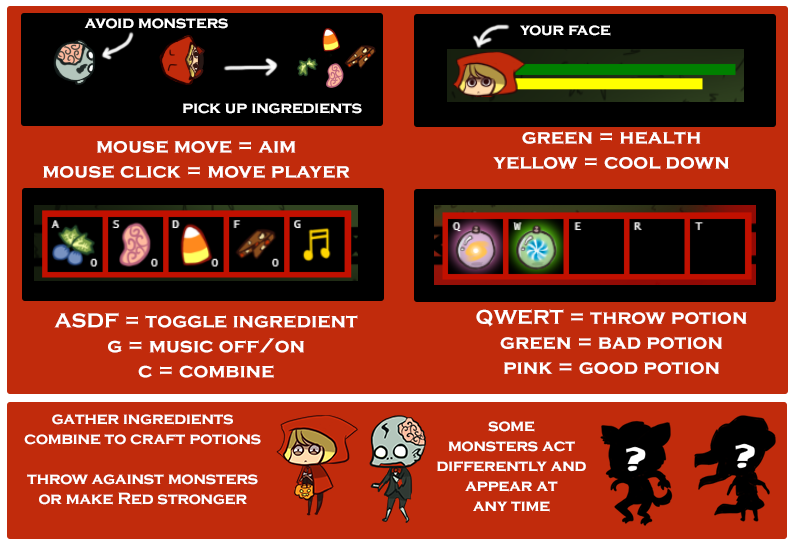 AVOID MONSTERS
PICK UP INGREDIENTS
MOUSE MOVE = AIM
MOUSE CLICK = MOVE PLAYER
YOUR FACE
GREEN = HEALTH
YELLOW = COOL DOWN
A S D F G
0 0 0 0
ASDF = TOGGLE INGREDIENT
G = MUSIC OFF/ON
C = COMBINE
Q W E R T
QWERT = THROW POTION
GREEN = BAD POTION
PINK = GOOD POTION
GATHER INGREDIENTS
COMBINE TO CRAFT POTIONS
THROW AGAINST MONSTERS
OR MAKE RED STRONGER
SOME
MONSTERS ACT
DIFFERENTLY AND
APPEAR AT
ANY TIME
? ?